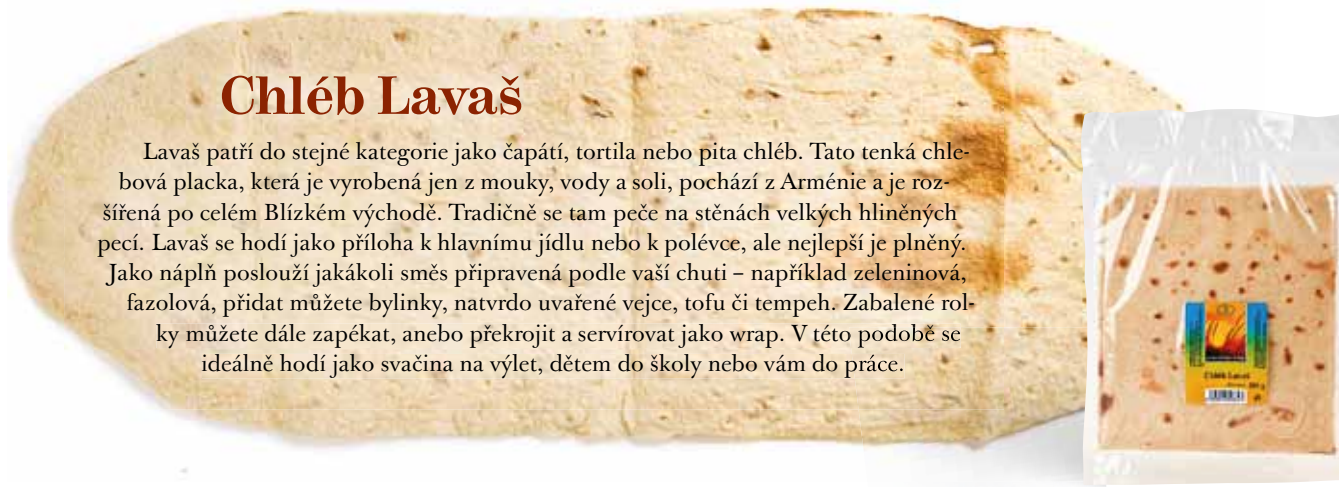 Chléb Lavaš
Lavaš patří do stejné kategorie jako čapátí, tortila nebo pita chléb. Tato tenká chle-
bová placka, která je vyrobená jen z mouky, vody a soli, pochází z Arménie a je roz-
šířená po celém Blízkém východě. Tradičně se tam peče na stěnách velkých hliněných
pecí. Lavaš se hodí jako příloha k hlavnímu jídlu nebo k polévce, ale nejlepší je plněný.
Jako náplň poslouží jakákoli směs připravená podle vaší chuti – například zeleninová,
fazolová, přidat můžete bylinky, natvrdo uvařené vejce, tofu či tempeh. Zabalené rol-
ky můžete dále zapékat, anebo překrojit a servírovat jako wrap. V této podobě se
ideálně hodí jako svačina na výlet, dětem do školy nebo vám do práce.
Chléb Lavaš